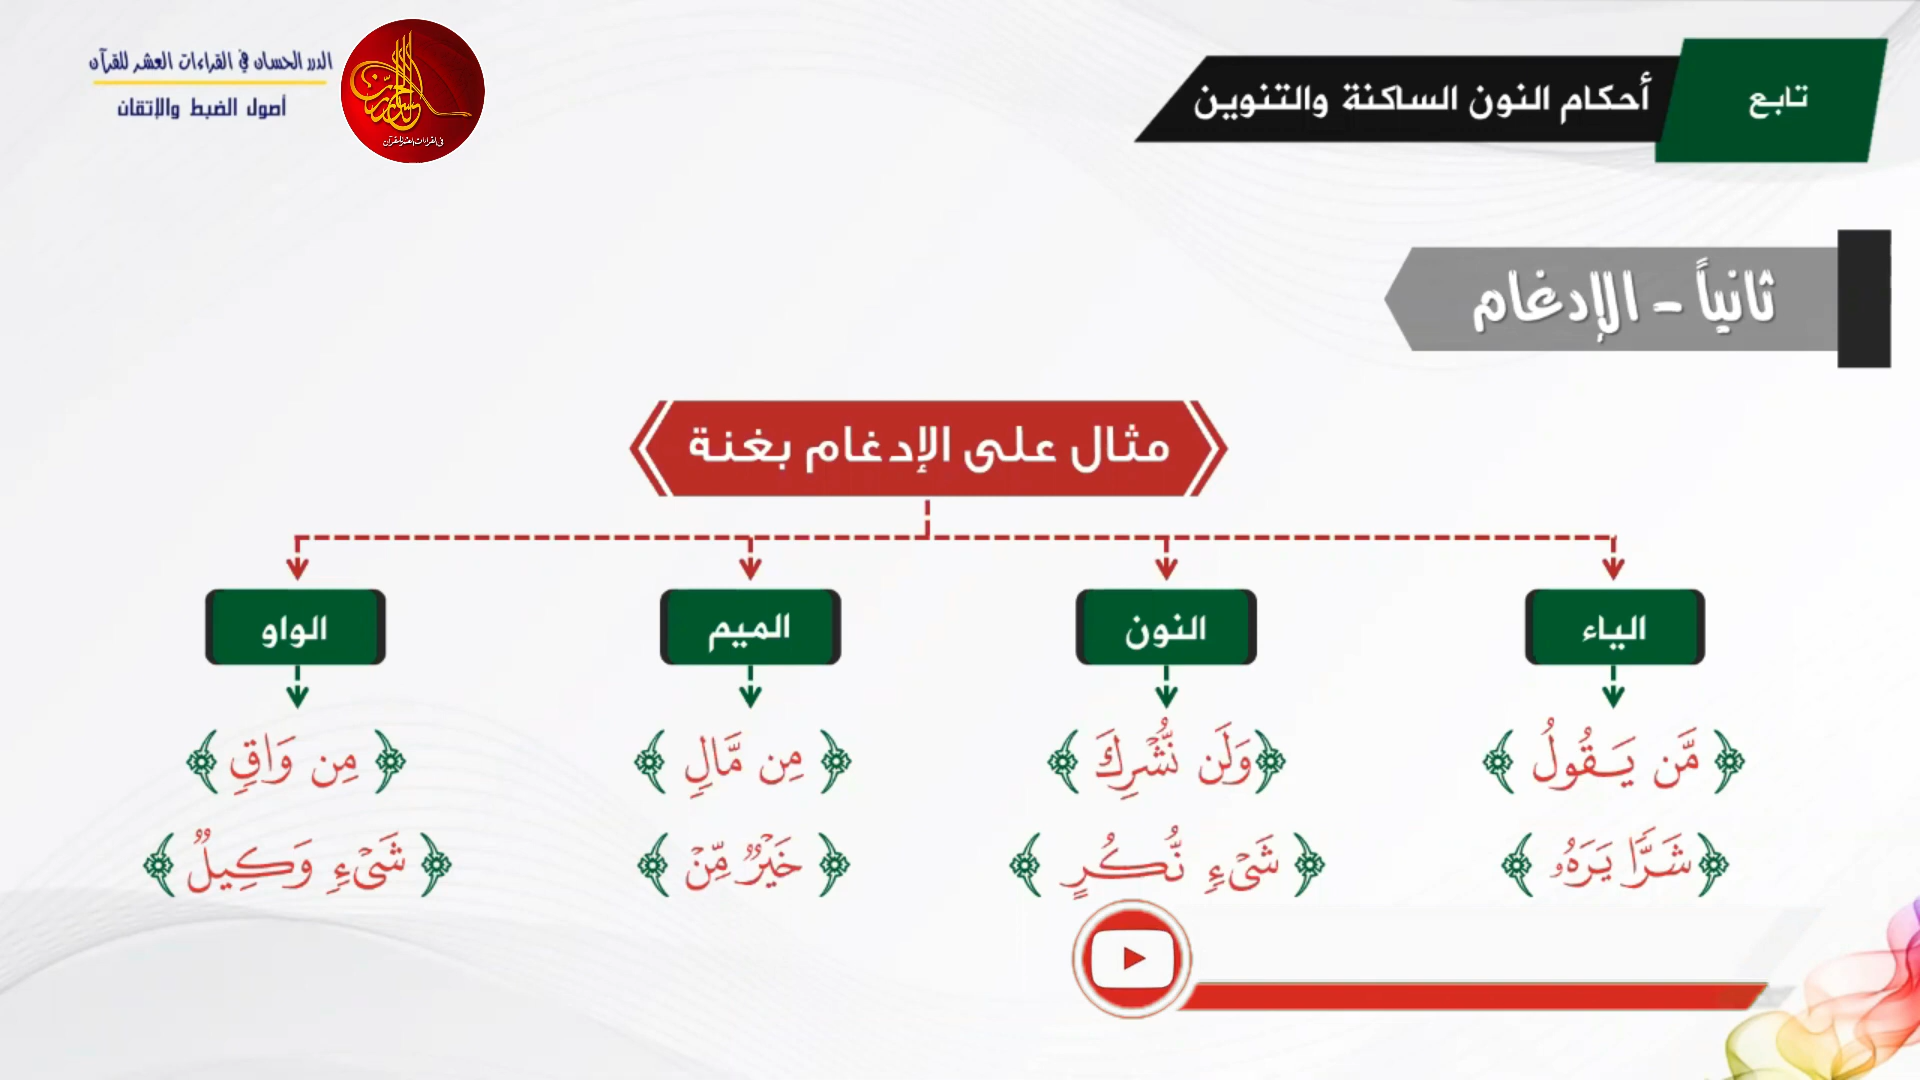 تابع
أحكام النون الساكنة والتنوين
الدرر الحسان في القراءات العشر للقرآن
أصول الضبط والإتقان
ثانياً - الإدغام
مثال على الإدغام بغنة
الياء
النون
الميم
الواو
﴿ مَّن يَـقُولُ ﴾
﴿وَلَن نُّشْرِكَ ﴾
﴿ مِن مَّالِ ﴾
﴿ مِن وَاقٍ ﴾
﴿شَرًّا يَرَهُۥ ﴾
﴿ شَىْءٍ نُّكُرٍ ﴾
﴿ خَيْرٌ مِّنْ ﴾
﴿ شَىْءٍ وَكِيلٌ ﴾